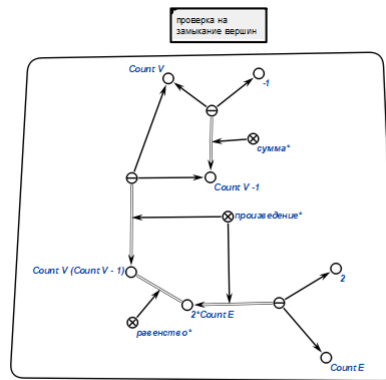 проверка на
замыкание вершин
Count V
-1
сумма*
Count V -1
произведение*
Count V (Count V - 1)
2
2*Count E
равенство*
Count E